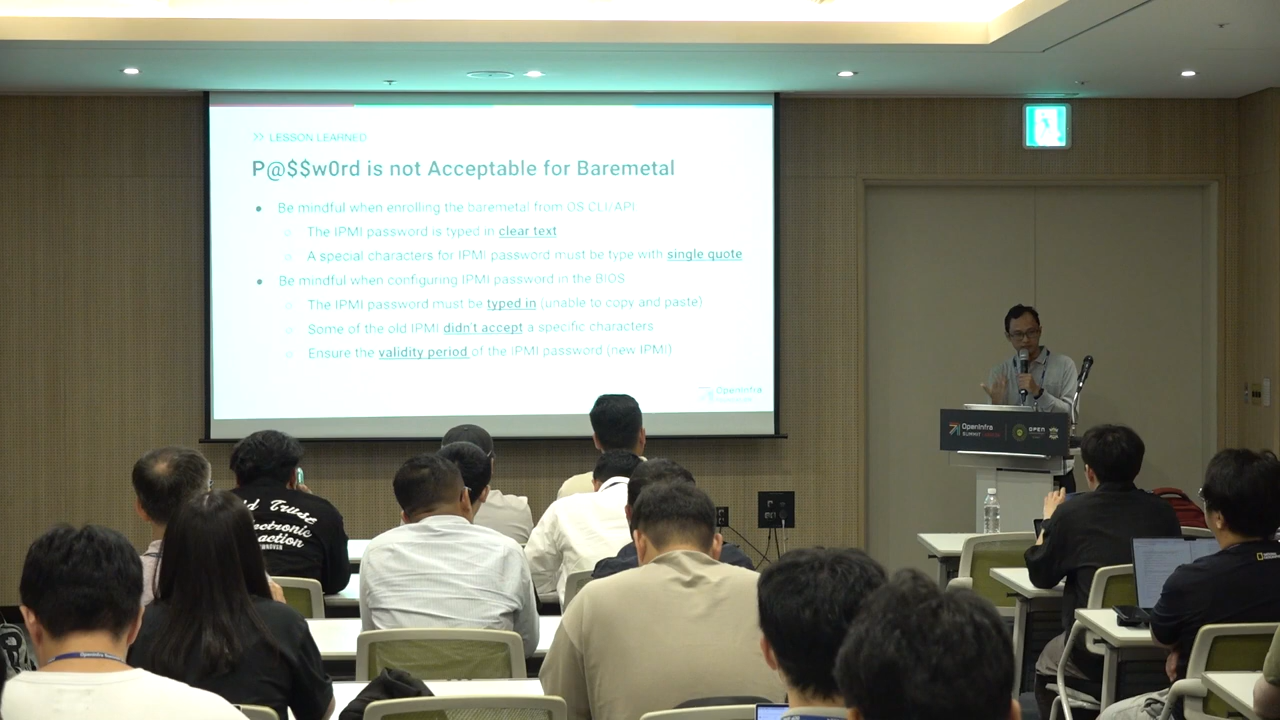 >> LESSON LEARNED
P@$$w0rd is not Acceptable for Baremetal
• Be mindful when enrolling the baremetal from OS CLI/API.
○ The IPMI password is typed in clear text
○ A special characters for IPMI password must be type with single quote
• Be mindful when configuring IPMI password in the BIOS
○ The IPMI password must be typed in (unable to copy and paste)
○ Some of the old IPMI didn't accept a specific characters
○ Ensure the validity period of the IPMI password (new IPMI)
OpenInfra
OpenInfra
SUMMIT
OPEN